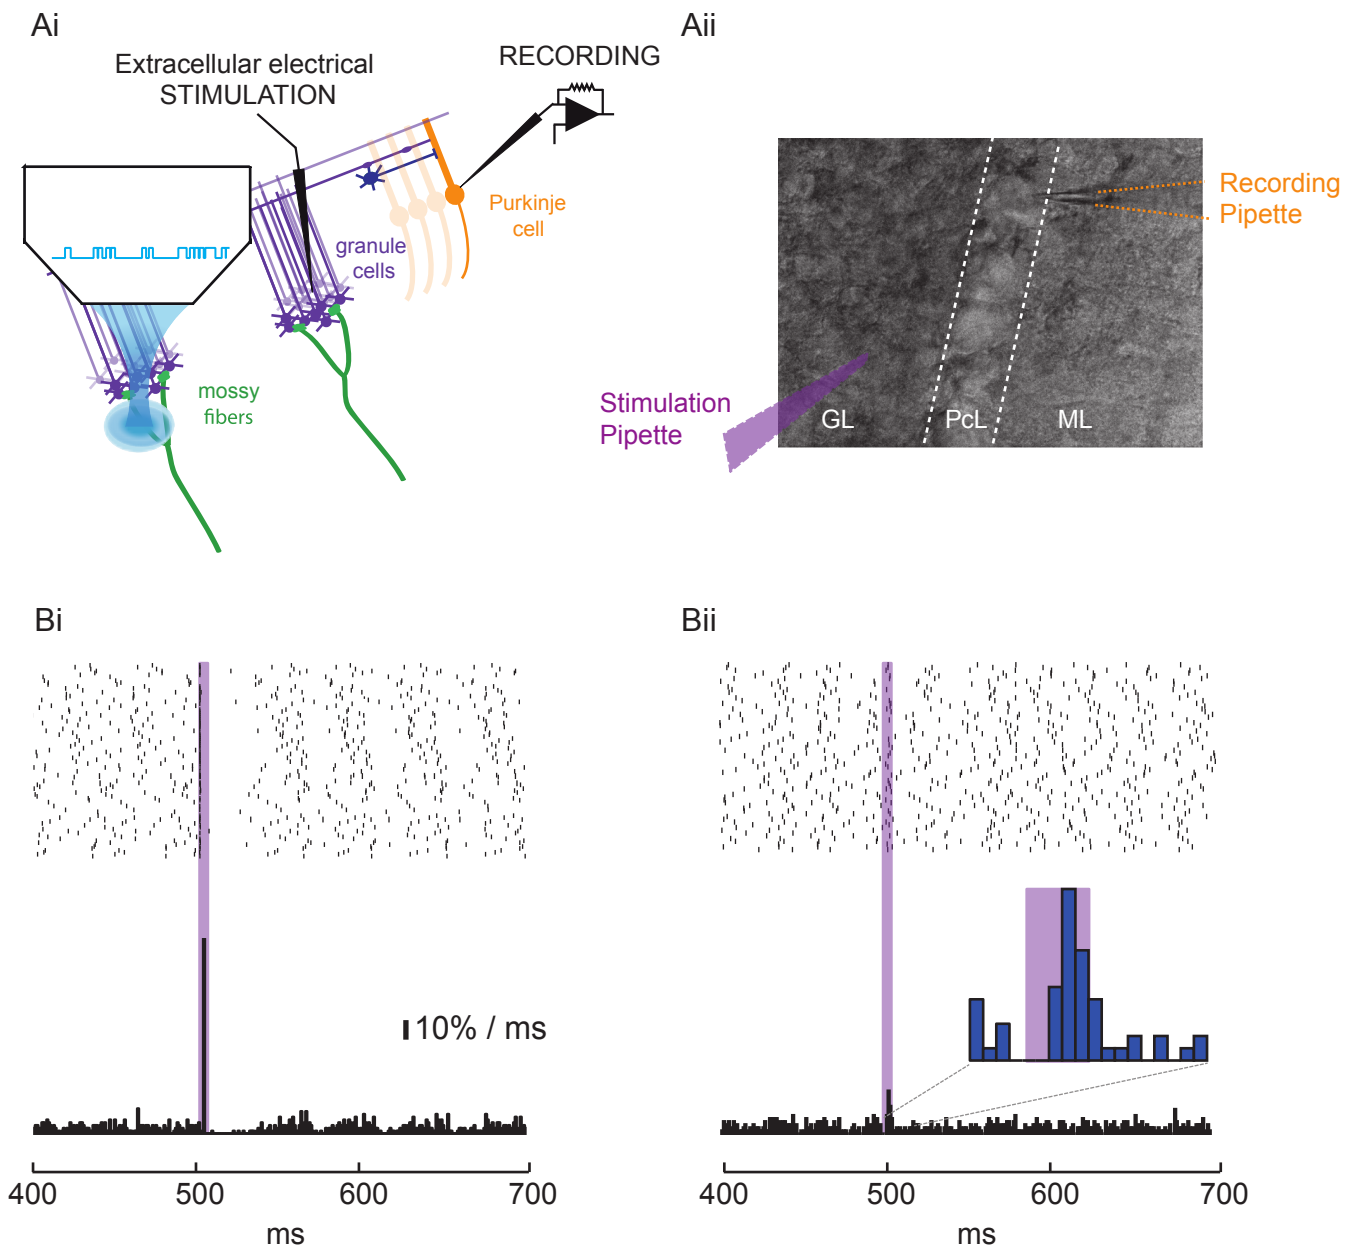 Ai
Extracellular electrical
STIMULATION
RECORDING
Purkinje
cell
granule
cells
mossy
fibers
Aii
Recording
Pipette
Stimulation
Pipette
GL
PcL
ML
Bi
10% / ms
400
500
600
700
ms
Bii
400
500
600
700
ms